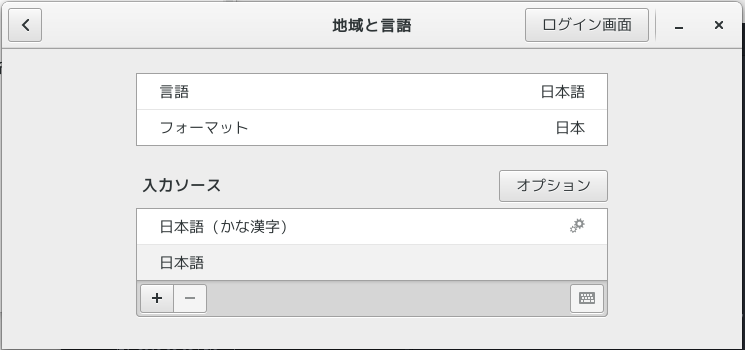 地域と言語
ログイン画面
言語 日本語
フォーマット 日本
入力ソース オプション
日本語（かな漢字）
日本語